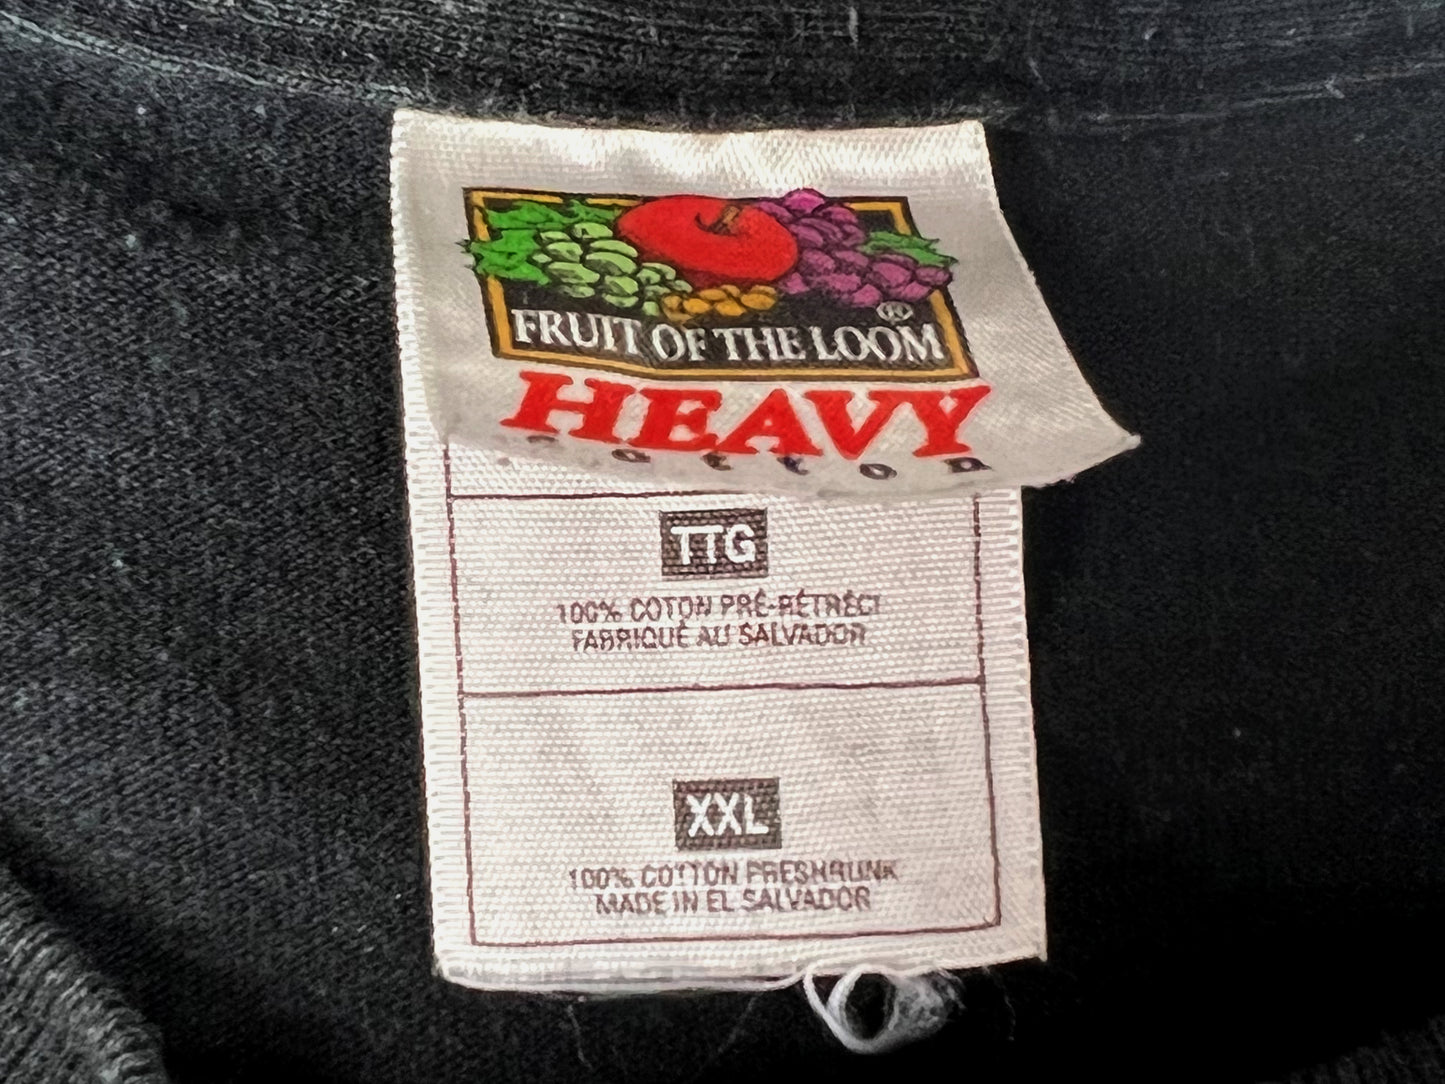 FRUIT OF THE LOOM ®
HEAVY
TTG
100% COTON PRÉ-RÉTRÉCI
FABRIQUÉ AU SALVADOR
XXL
100% COTTON PRESHRUNK
MADE IN EL SALVADOR